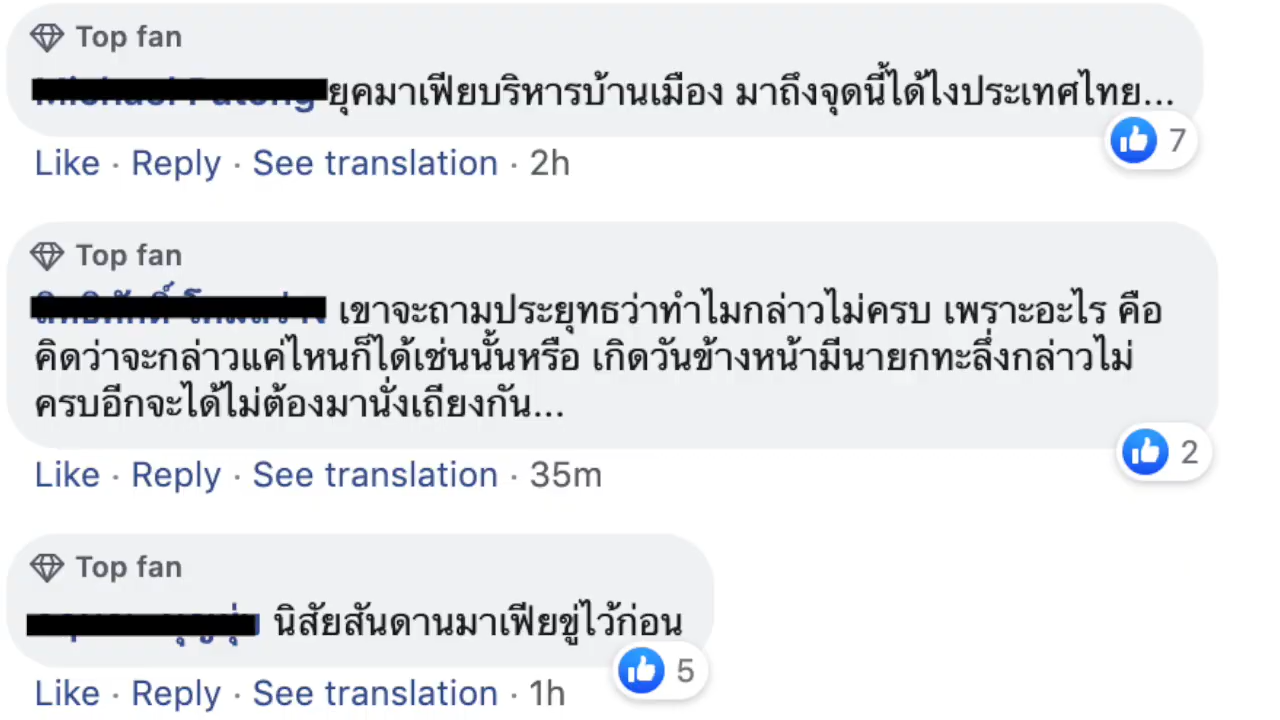 Top fan
ยุคมาเฟียบริหารบ้านเมือง มาถึงจุดนี้ได้ไงประเทศไทย...
7
Like · Reply · See translation · 2h
Top fan
เขาจะถามประยุทธว่าทำไมกล่าวไม่ครบ เพราะอะไร คือ
คิดว่าจะกล่าวแค่ไหนก็ได้เช่นนั้นหรือ เกิดวันข้างหน้ามีนายกทะลึ่งกล่าวไม่
ครบอีกจะได้ไม่ต้องมานั่งเถียงกัน...
2
Like · Reply · See translation · 35m
Top fan
นิสัยสันดานมาเฟียขู่ไว้ก่อน
5
Like · Reply · See translation · 1h